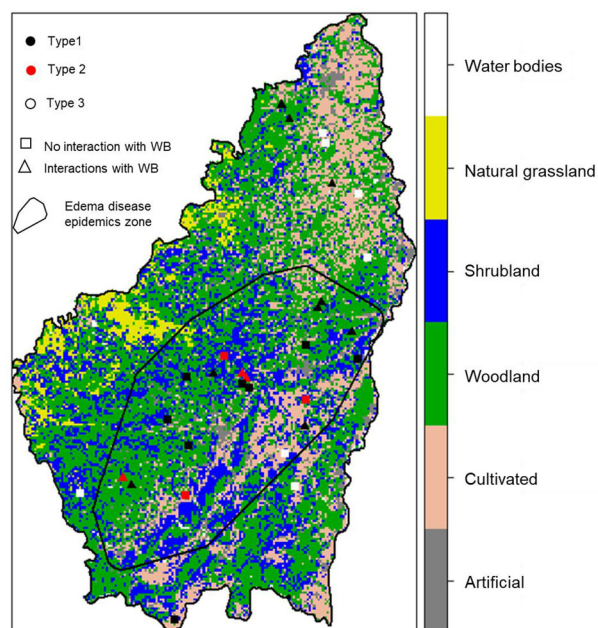 Type1
Type 2
Type 3
No interaction with WB
Interactions with WB
Edema disease
epidemics zone
Water bodies
Natural grassland
Shrubland
Woodland
Cultivated
Artificial